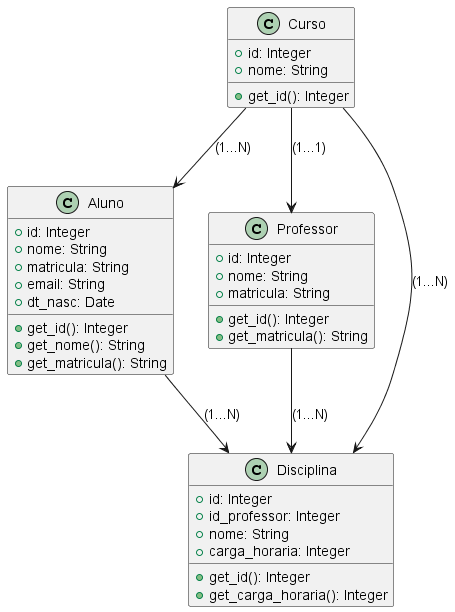 C Curso
id: Integer
nome: String
get_id(): Integer
(1...N)
(1...1)
C Aluno
id: Integer
nome: String
matricula: String
email: String
dt_nasc: Date
get_id(): Integer
get_nome(): String
get_matricula(): String
C Professor
id: Integer
nome: String
matricula: String
get_id(): Integer
get_matricula(): String
(1...N)
(1...N)
(1...N)
C Disciplina
id: Integer
id_professor: Integer
nome: String
carga_horaria: Integer
get_id(): Integer
get_carga_horaria(): Integer